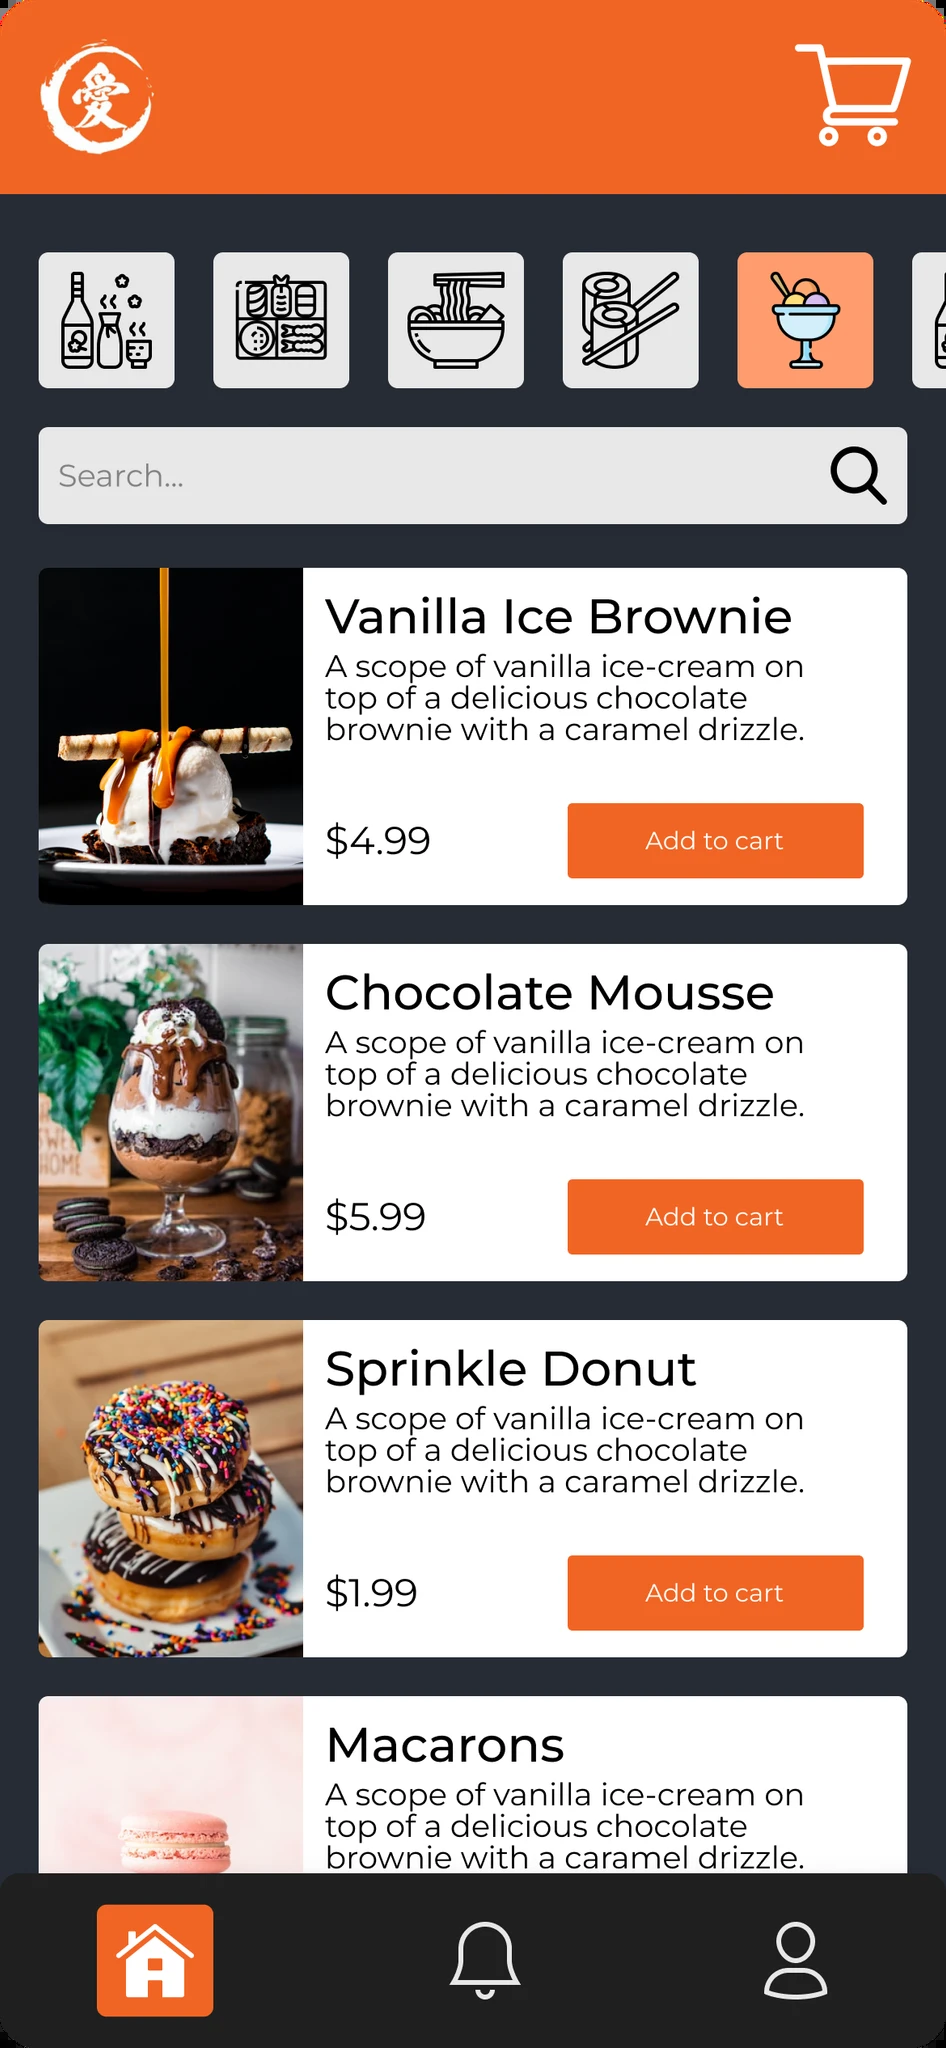 愛
Search...
Vanilla Ice Brownie
A scope of vanilla ice-cream on
top of a delicious chocolate
brownie with a caramel drizzle.
$4.99
Add to cart
SWE
HOME
Chocolate Mousse
A scope of vanilla ice-cream on
top of a delicious chocolate
brownie with a caramel drizzle.
$5.99
Add to cart
Sprinkle Donut
A scope of vanilla ice-cream on
top of a delicious chocolate
brownie with a caramel drizzle.
$1.99
Add to cart
Macarons
A scope of vanilla ice-cream on
top of a delicious chocolate
brownie with a caramel drizzle.